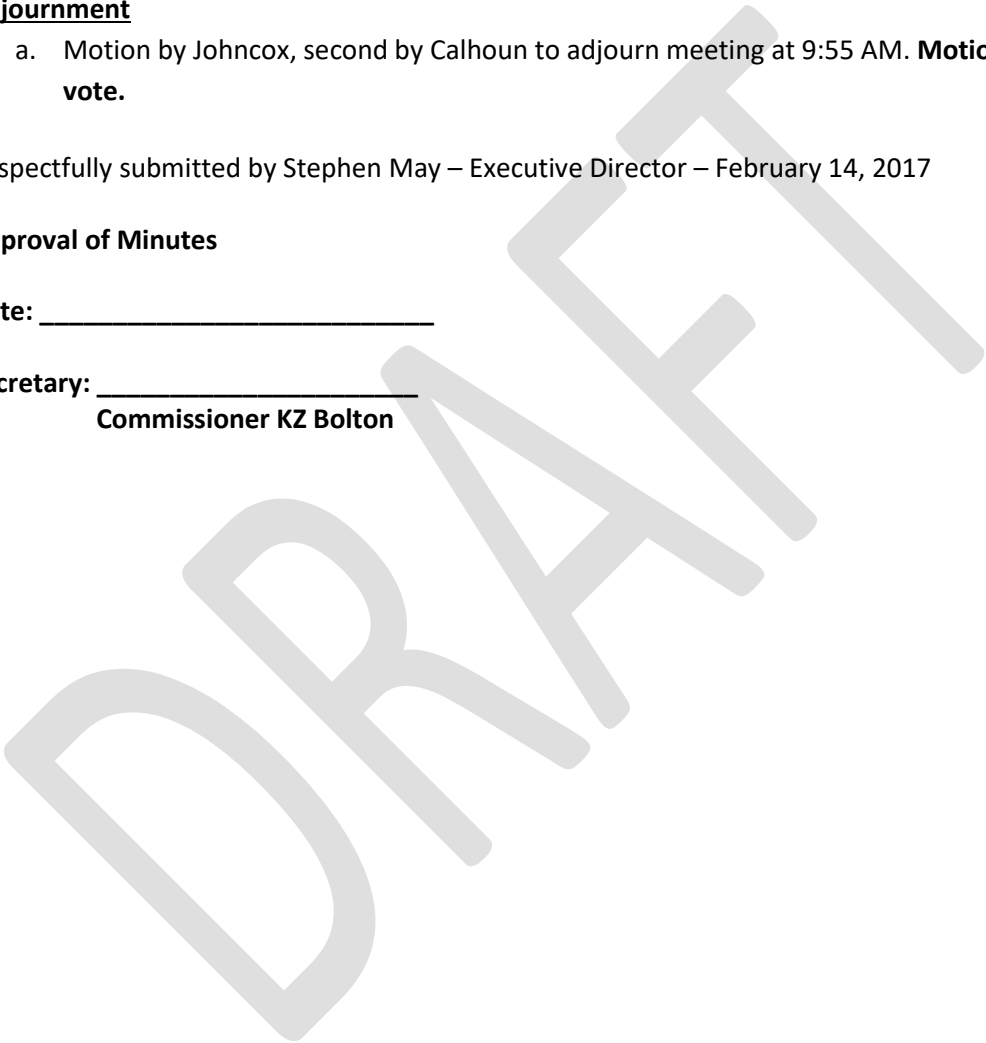 journment
a. Motion by Johncox, second by Calhoun to adjourn meeting at 9:55 AM. Motio
vote.
spectfully submitted by Stephen May – Executive Director – February 14, 2017
proval of Minutes
te: ___________________________
cretary: ______________________
Commissioner KZ Bolton
DRAFT